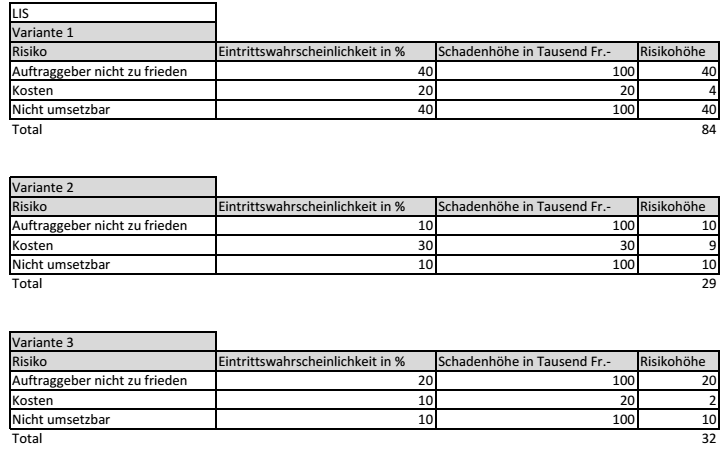 LIS
Variante 1
Risiko Eintrittswahrscheinlichkeit in % Schadenhöhe in Tausend Fr.- Risikohöhe
Auftraggeber nicht zu frieden 40 100 40
Kosten 20 20 4
Nicht umsetzbar 40 100 40
Total 84
Variante 2
Risiko Eintrittswahrscheinlichkeit in % Schadenhöhe in Tausend Fr.- Risikohöhe
Auftraggeber nicht zu frieden 10 100 10
Kosten 30 30 9
Nicht umsetzbar 10 100 10
Total 29
Variante 3
Risiko Eintrittswahrscheinlichkeit in % Schadenhöhe in Tausend Fr.- Risikohöhe
Auftraggeber nicht zu frieden 20 100 20
Kosten 10 20 2
Nicht umsetzbar 10 100 10
Total 32